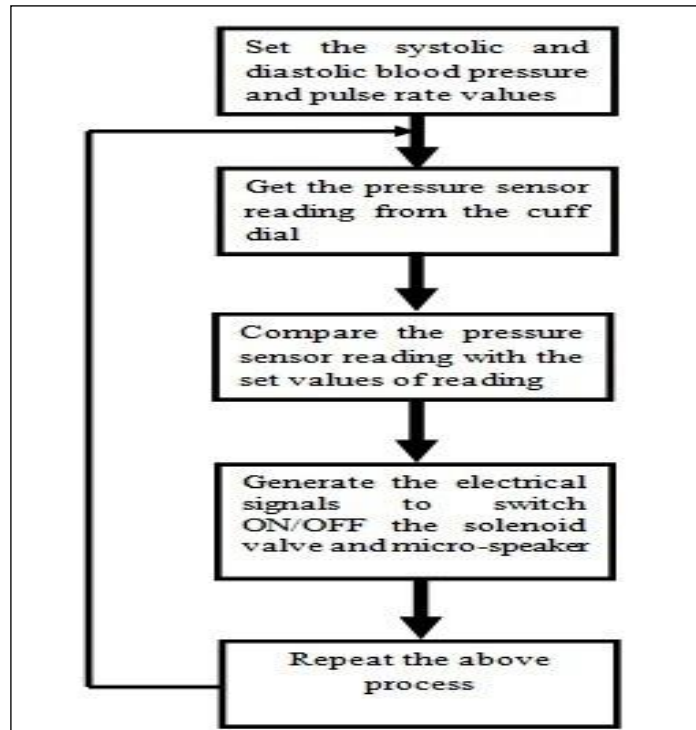 Set the systolic and
diastolic blood pressure
and pulse rate values
Get the pressure sensor
reading from the cuff
dial
Compare the pressure
sensor reading with the
set values of reading
Generate the electrical
signals to switch
ON/OFF the solenoid
valve and micro-speaker
Repeat the above
process